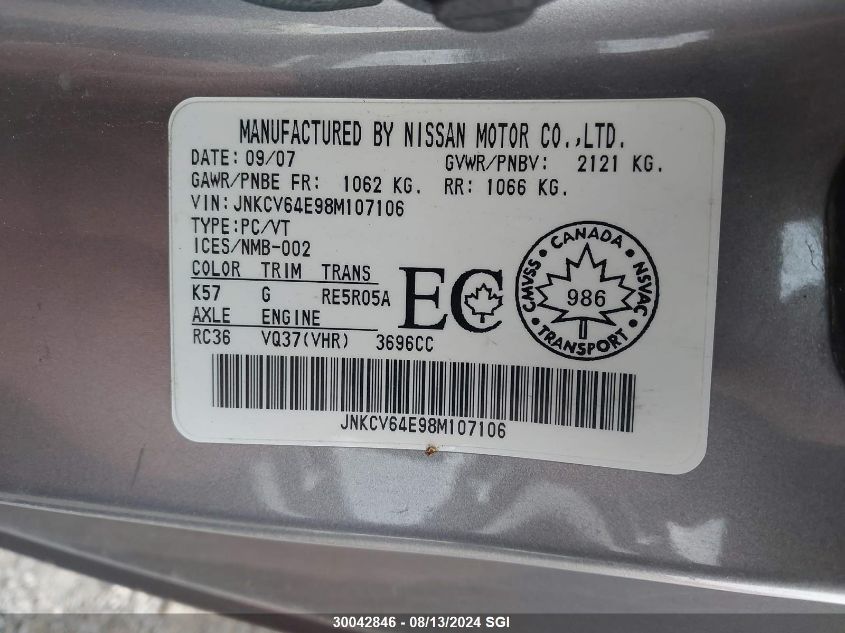 MANUFACTURED BY NISSAN MOTOR CO.,LTD.
DATE: 09/07 GVWR/PNBV: 2121 KG.
GAWR/PNBE FR: 1062 KG. RR: 1066 KG.
VIN: JNKCV64E98M107106
TYPE:PC/VT
ICES/NMB-002
COLOR TRIM TRANS
K57 G RE5R05A
AXLE ENGINE
RC36 VQ37(VHR) 3696CC
EC
CANADA
CMVSS
NSVAC
986
TRANSPORT
JNKCV64E98M107106
30042846 - 08/13/2024 SGI